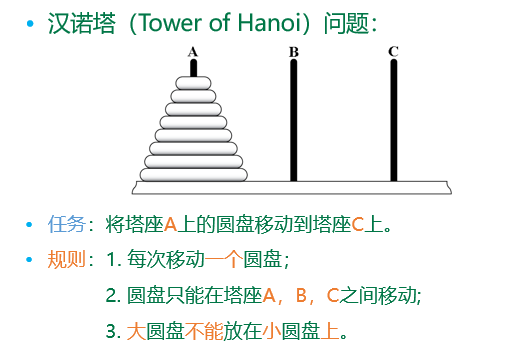 • 汉诺塔（Tower of Hanoi）问题：
A B C
• 任务：将塔座A上的圆盘移动到塔座C上。
• 规则：1. 每次移动一个圆盘；
2. 圆盘只能在塔座A，B，C之间移动;
3. 大圆盘不能放在小圆盘上。